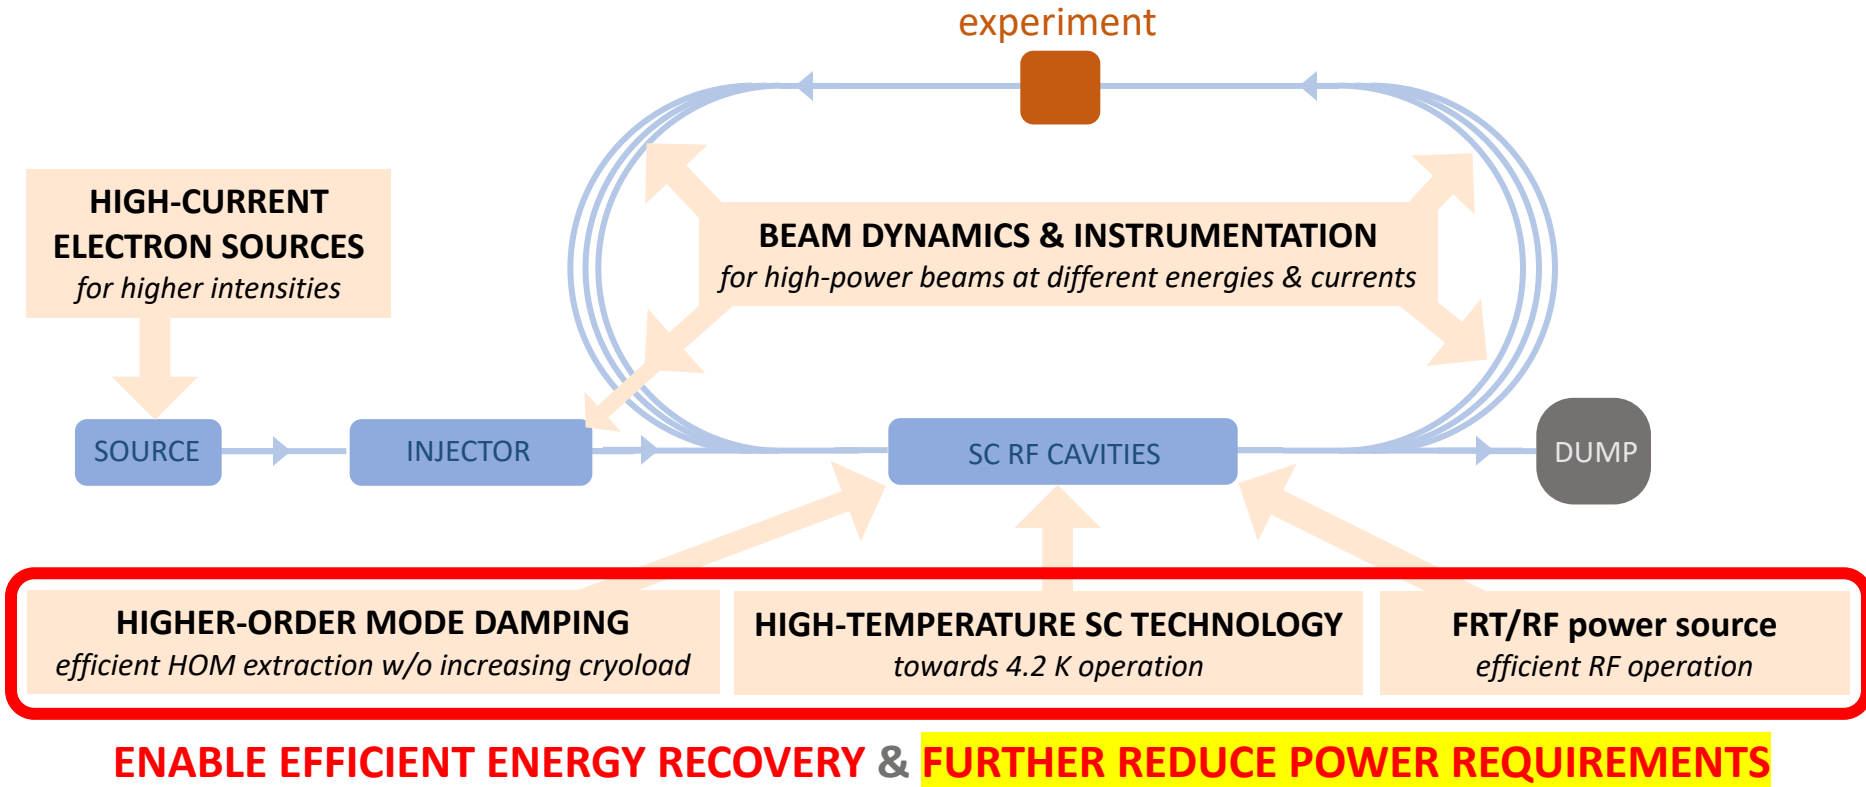 experiment
HIGH-CURRENT
ELECTRON SOURCES
for higher intensities
BEAM DYNAMICS & INSTRUMENTATION
for high-power beams at different energies & currents
SOURCE
INJECTOR
SC RF CAVITIES
DUMP
HIGHER-ORDER MODE DAMPING
efficient HOM extraction w/o increasing cryoload
HIGH-TEMPERATURE SC TECHNOLOGY
towards 4.2 K operation
FRT/RF power source
efficient RF operation
ENABLE EFFICIENT ENERGY RECOVERY & FURTHER REDUCE POWER REQUIREMENTS